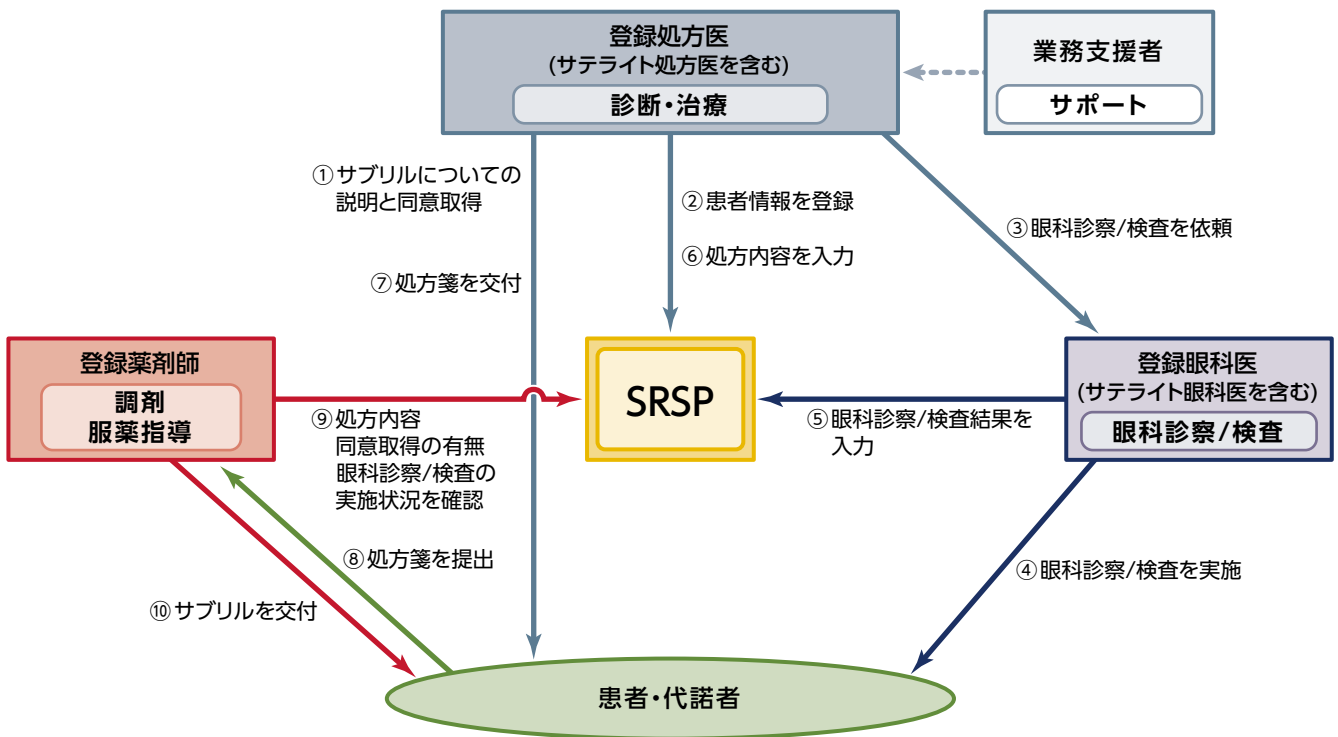 登録処方医
(サテライト処方医を含む)
診断・治療
業務支援者
サポート
①サブリルについての
説明と同意取得
②患者情報を登録
③眼科診察/検査を依頼
⑥処方内容を入力
⑦処方箋を交付
登録薬剤師
調剤
服薬指導
SRSP
登録眼科医
(サテライト眼科医を含む)
眼科診察/検査
⑨処方内容
同意取得の有無
眼科診察/検査の
実施状況を確認
⑤眼科診察/検査結果を
入力
⑧処方箋を提出
④眼科診察/検査を実施
⑩サブリルを交付
患者・代諾者